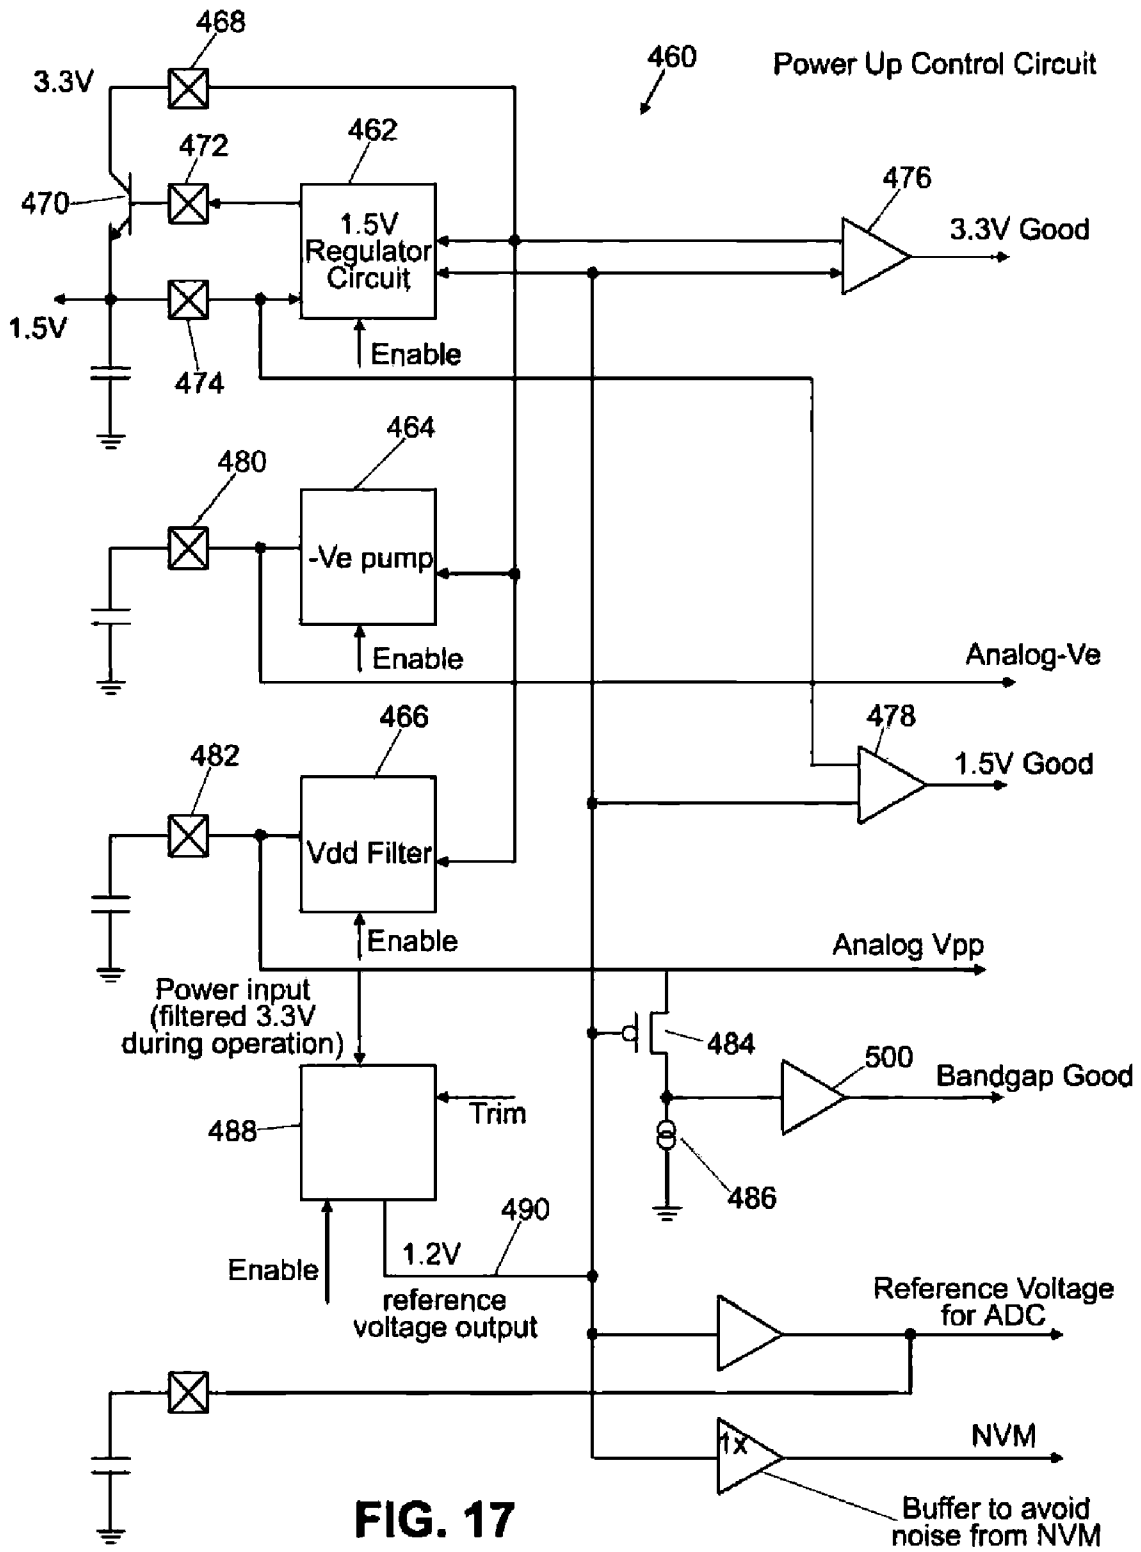 468
460
Power Up Control Circuit
3.3V
472
462
476
470
1.5V
Regulator
Circuit
3.3V Good
1.5V
Enable
474
464
480
-Ve pump
Enable
Analog-Ve
466
478
482
1.5V Good
Vdd Filter
Enable
Analog Vpp
Power input
(filtered 3.3V
during operation)
484
500
Bandgap Good
Trim
488
486
490
1.2V
Enable
reference
voltage output
Reference Voltage
for ADC
1x
NVM
Buffer to avoid
noise from NVM
FIG. 17